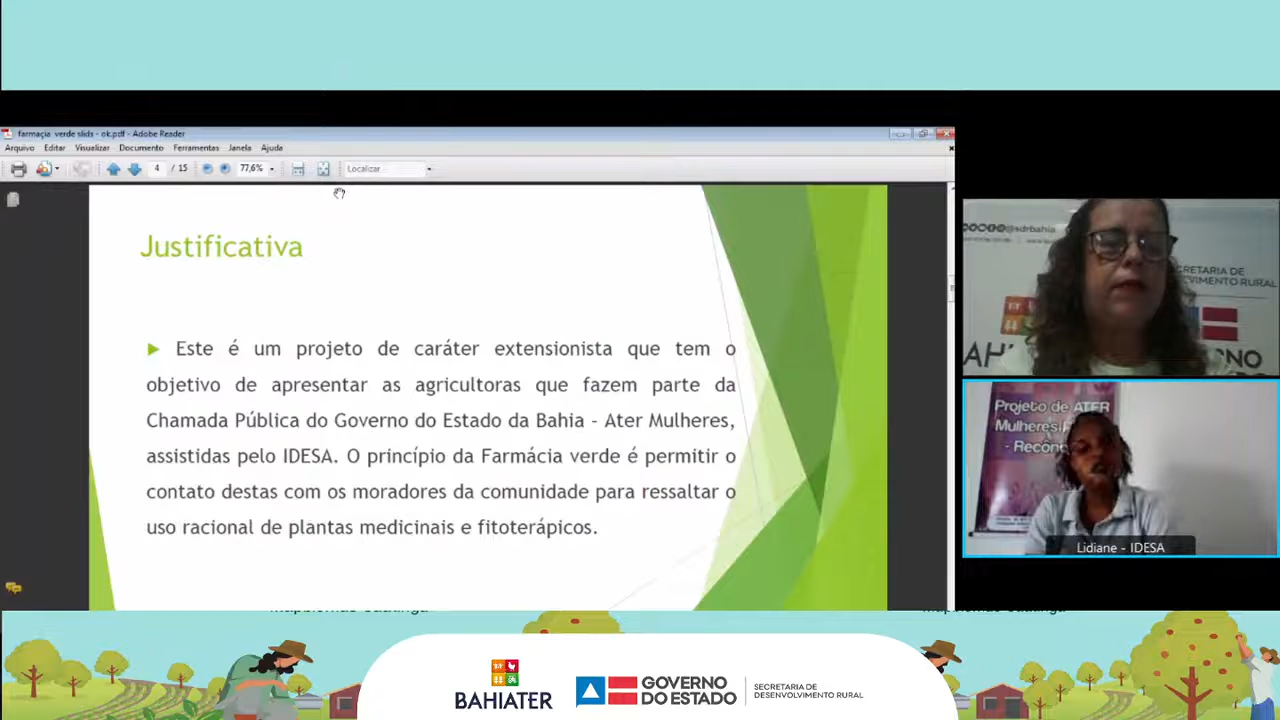 farmaçia verde slids - ok.pdf - Adobe Reader
Arquivo Editar Visualizar Documento Ferramentas Janela Ajuda
4 / 15 77,6% Localizar
Justificativa
Este é um projeto de caráter extensionista que tem o
objetivo de apresentar as agricultoras que fazem parte da
Chamada Pública do Governo do Estado da Bahia – Ater Mulheres,
assistidas pelo IDESA. O princípio da Farmácia verde é permitir o
contato destas com os moradores da comunidade para ressaltar o
uso racional de plantas medicinais e fitoterápicos.
@sdrbahia
SECRETARIA DE
Projeto de ATER
Mulheres
Lidiane - IDESA
BAHIATER
GOVERNO
DO ESTADO
SECRETARIA DE
DESENVOLVIMENTO RURAL